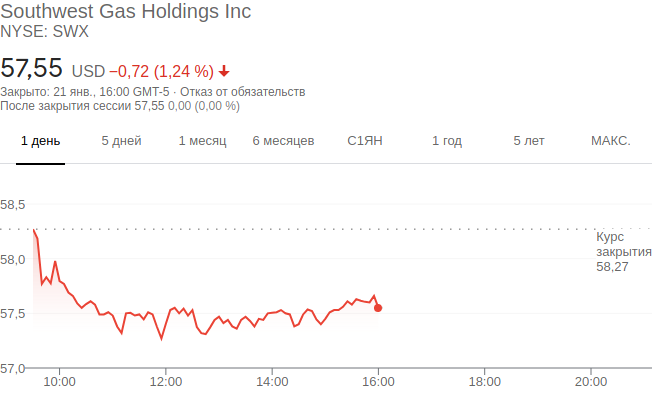 Southwest Gas Holdings Inc
NYSE: SWX
57,55 USD −0,72 (1,24 %)
Закрыто: 21 янв., 16:00 GMT-5 · Отказ от обязательств
После закрытия сессии 57,55 0,00 (0,00 %)
1 день 5 дней 1 месяц 6 месяцев С1ЯН 1 год 5 лет МАКС.
58,5
Курс
закрытия
58,27
58,0
57,5
57,0
10:00 12:00 14:00 16:00 18:00 20:00